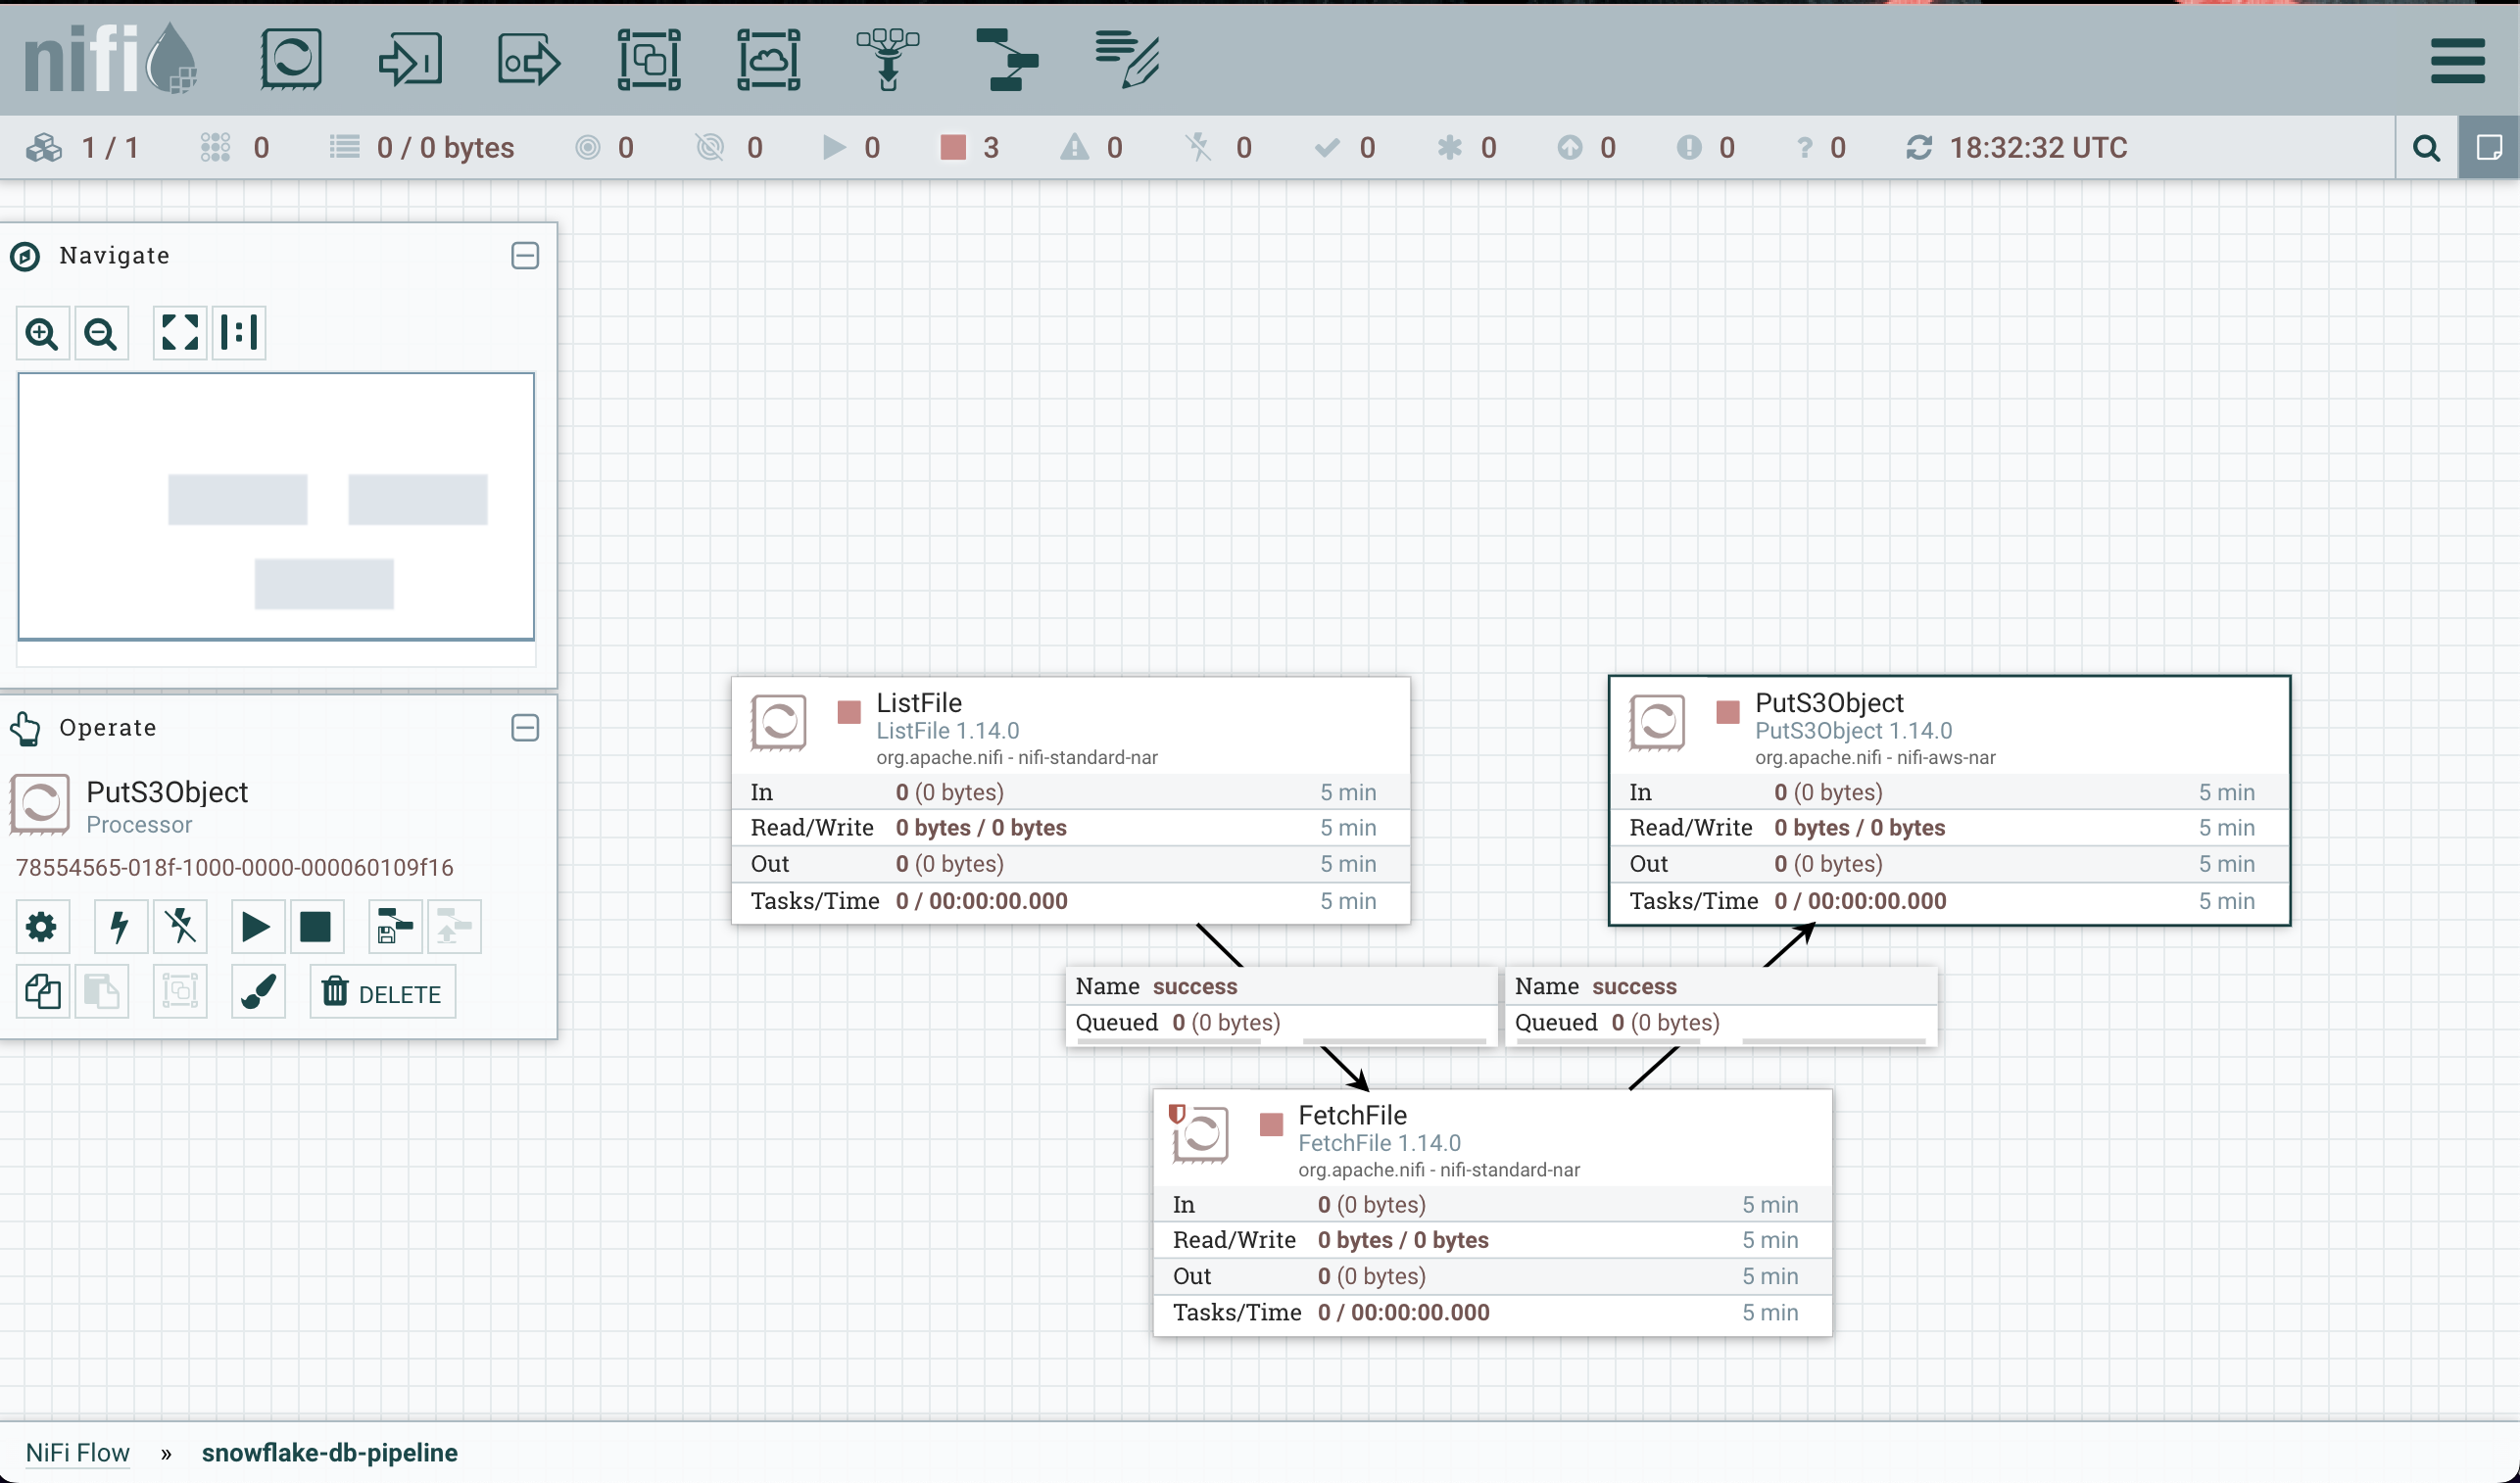 nifi
1 / 1 0 0 / 0 bytes 0 0 0 3 0 0 0 0 0 0 ? 0 18:32:32 UTC
Navigate
Operate
PutS3Object
Processor
78554565-018f-1000-0000-000060109f16
DELETE
ListFile
ListFile 1.14.0
org.apache.nifi - nifi-standard-nar
In 0 (0 bytes) 5 min
Read/Write 0 bytes / 0 bytes 5 min
Out 0 (0 bytes) 5 min
Tasks/Time 0 / 00:00:00.000 5 min
PutS3Object
PutS3Object 1.14.0
org.apache.nifi - nifi-aws-nar
In 0 (0 bytes) 5 min
Read/Write 0 bytes / 0 bytes 5 min
Out 0 (0 bytes) 5 min
Tasks/Time 0 / 00:00:00.000 5 min
Name success
Queued 0 (0 bytes)
Name success
Queued 0 (0 bytes)
FetchFile
FetchFile 1.14.0
org.apache.nifi - nifi-standard-nar
In 0 (0 bytes) 5 min
Read/Write 0 bytes / 0 bytes 5 min
Out 0 (0 bytes) 5 min
Tasks/Time 0 / 00:00:00.000 5 min
NiFi Flow » snowflake-db-pipeline